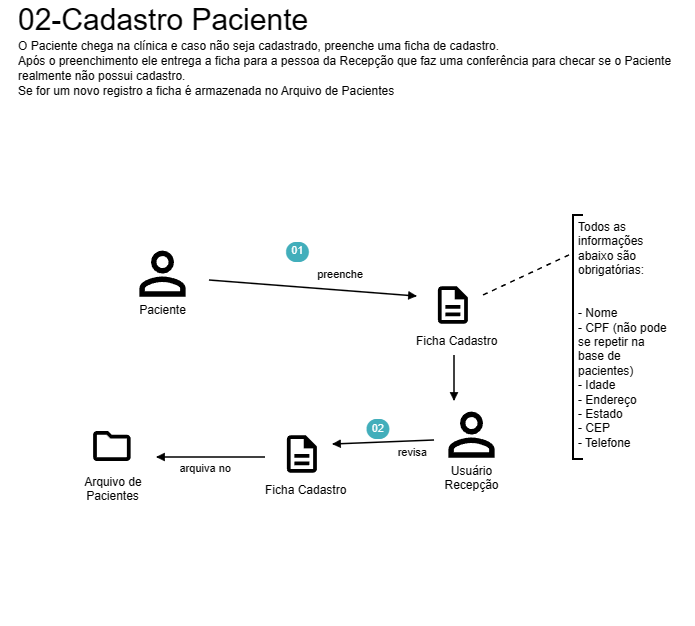 02-Cadastro Paciente
O Paciente chega na clínica e caso não seja cadastrado, preenche uma ficha de cadastro.
Após o preenchimento ele entrega a ficha para a pessoa da Recepção que faz uma conferência para checar se o Paciente
realmente não possui cadastro.
Se for um novo registro a ficha é armazenada no Arquivo de Pacientes
01
preenche
Paciente
Ficha Cadastro
Todos as
informações
abaixo são
obrigatórias:
- Nome
- CPF (não pode
se repetir na
base de
pacientes)
- Idade
- Endereço
- Estado
- CEP
- Telefone
02
revisa
Usuário
Recepção
Ficha Cadastro
arquiva no
Arquivo de
Pacientes